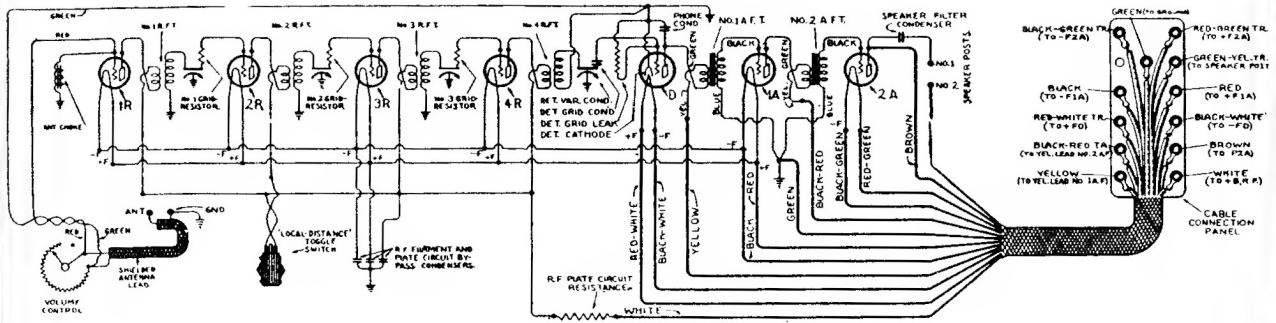 GREEN
RED
No.1 R.F.T.
No.2 R.F.T.
No.3 R.F.T.
No.4 R.F.T.
PHONE
COND
No.1 A.F.T.
No.2 A.F.T.
SPEAKER FILTER
CONDENSER
ANT CHOKE
1R
No.1 GRID-
RESISTOR
2R
No.2 GRID-
RESISTOR
3R
No.3 GRID-
RESISTOR
4R
DET. VAR. COND.
DET. GRID COND.
DET. GRID LEAK
DET. CATHODE
D
GREEN
YEL.
BLUE
BLACK
1A
GREEN
YEL.
BLUE
BLACK
2A
NO.1
NO 2
SPEAKER POSTS
-F
+F
-F
+F
-F
+F
-F
+F
-F
+F
-F
+F
-F
RED-WHITE
BLACK-WHITE
YELLOW
BLACK
RED
GREEN
BLACK-RED
BLACK-GREEN
RED-GREEN
BROWN
ANT
GND
RED
GREEN
SHIELDED
ANTENNA
LEAD
VOLUME
CONTROL
'LOCAL-DISTANCE'
TOGGLE
SWITCH
R.F FILAMENT AND
PLATE CIRCUIT BY-
PASS CONDENSERS.
R.F PLATE CIRCUIT
RESISTANCE
WHITE
GREEN (TO GROUND)
BLACK-GREEN TR.
(TO -F2A)
RED-GREEN TR.
(TO +F2A)
GREEN-YEL.TR.
(TO SPEAKER POST)
BLACK
(TO -F1A)
RED
(TO +F1A)
RED-WHITE TR.
(TO +FD)
BLACK-WHITE
(TO -FD)
BLACK-RED TR.
(TO YEL. LEAD NO.2 A.F)
BROWN
(TO P2A)
YELLOW
(TO YEL. LEAD NO 1A.F)
WHITE
(TO +B.R.F.)
CABLE
CONNECTION
PANEL